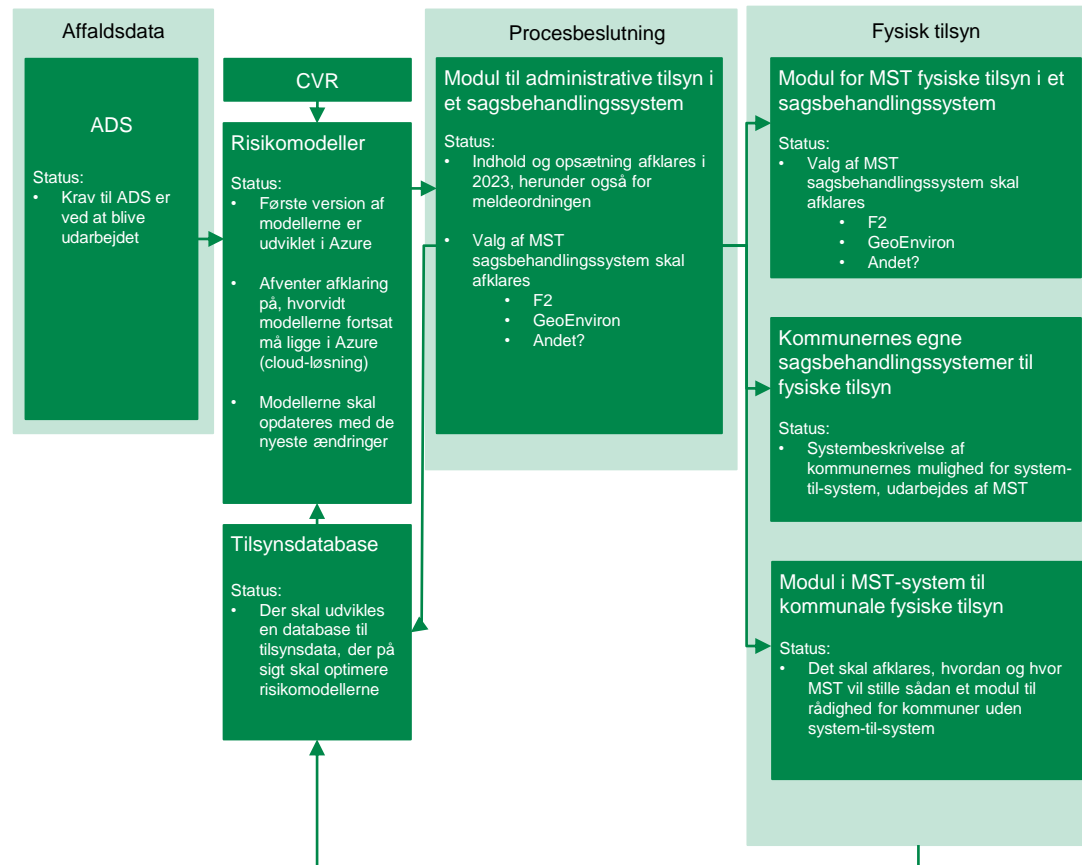 Affaldsdata
ADS
Status:
• Krav til ADS er
ved at blive
udarbejdet
CVR
Risikomodeller
Status:
• Første version af
modellerne er
udviklet i Azure
• Afventer afklaring
på, hvorvidt
modellerne fortsat
må ligge i Azure
(cloud-løsning)
• Modellerne skal
opdateres med de
nyeste ændringer
Tilsynsdatabase
Status:
• Der skal udvikles
en database til
tilsynsdata, der på
sigt skal optimere
risikomodellerne
Procesbeslutning
Modul til administrative tilsyn i
et sagsbehandlingssystem
Status:
• Indhold og opsætning afklares i
2023, herunder også for
meldeordningen
• Valg af MST
sagsbehandlingssystem skal
afklares
• F2
• GeoEnviron
• Andet?
Fysisk tilsyn
Modul for MST fysiske tilsyn i et
sagsbehandlingssystem
Status:
• Valg af MST
sagsbehandlingssystem skal
afklares
• F2
• GeoEnviron
• Andet?
Kommunernes egne
sagsbehandlingssystemer til
fysiske tilsyn
Status:
• Systembeskrivelse af
kommunernes mulighed for system-
til-system, udarbejdes af MST
Modul i MST-system til
kommunale fysiske tilsyn
Status:
• Det skal afklares, hvordan og hvor
MST vil stille sådan et modul til
rådighed for kommuner uden
system-til-system